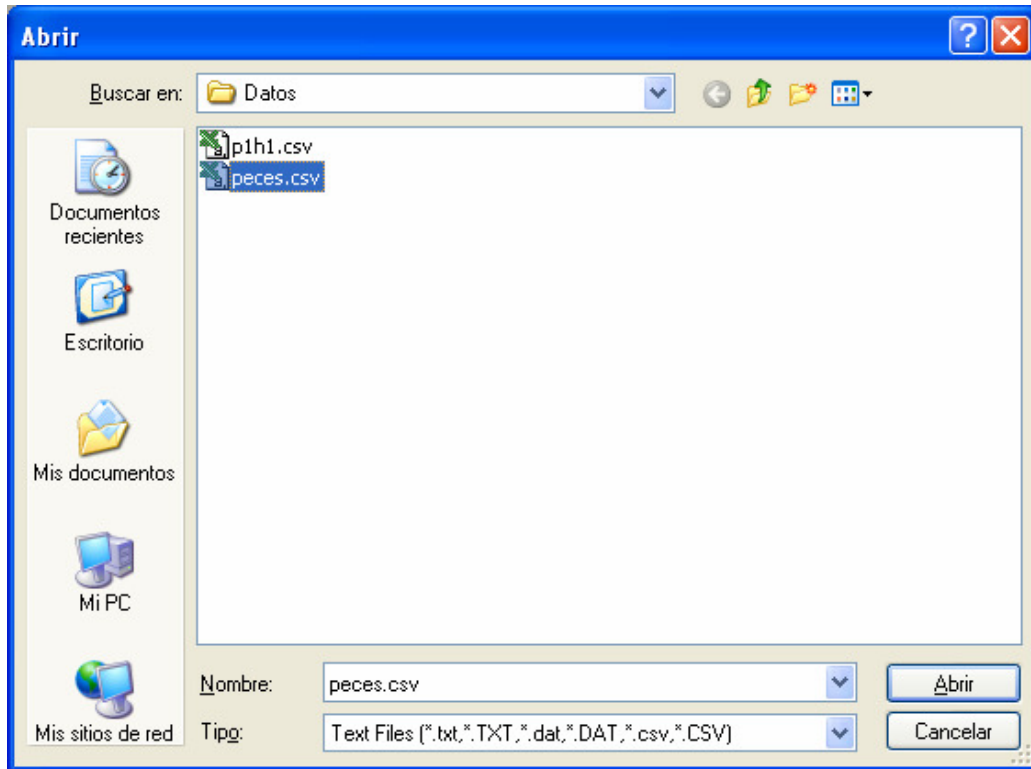 Abrir
Buscar en: Datos
p1h1.csv
peces.csv
Documentos
recientes
Escritorio
Mis documentos
Mi PC
Mis sitios de red
Nombre: peces.csv Abrir
Tipo: Text Files (*.txt,*.TXT,*.dat,*.DAT,*.csv,*.CSV) Cancelar